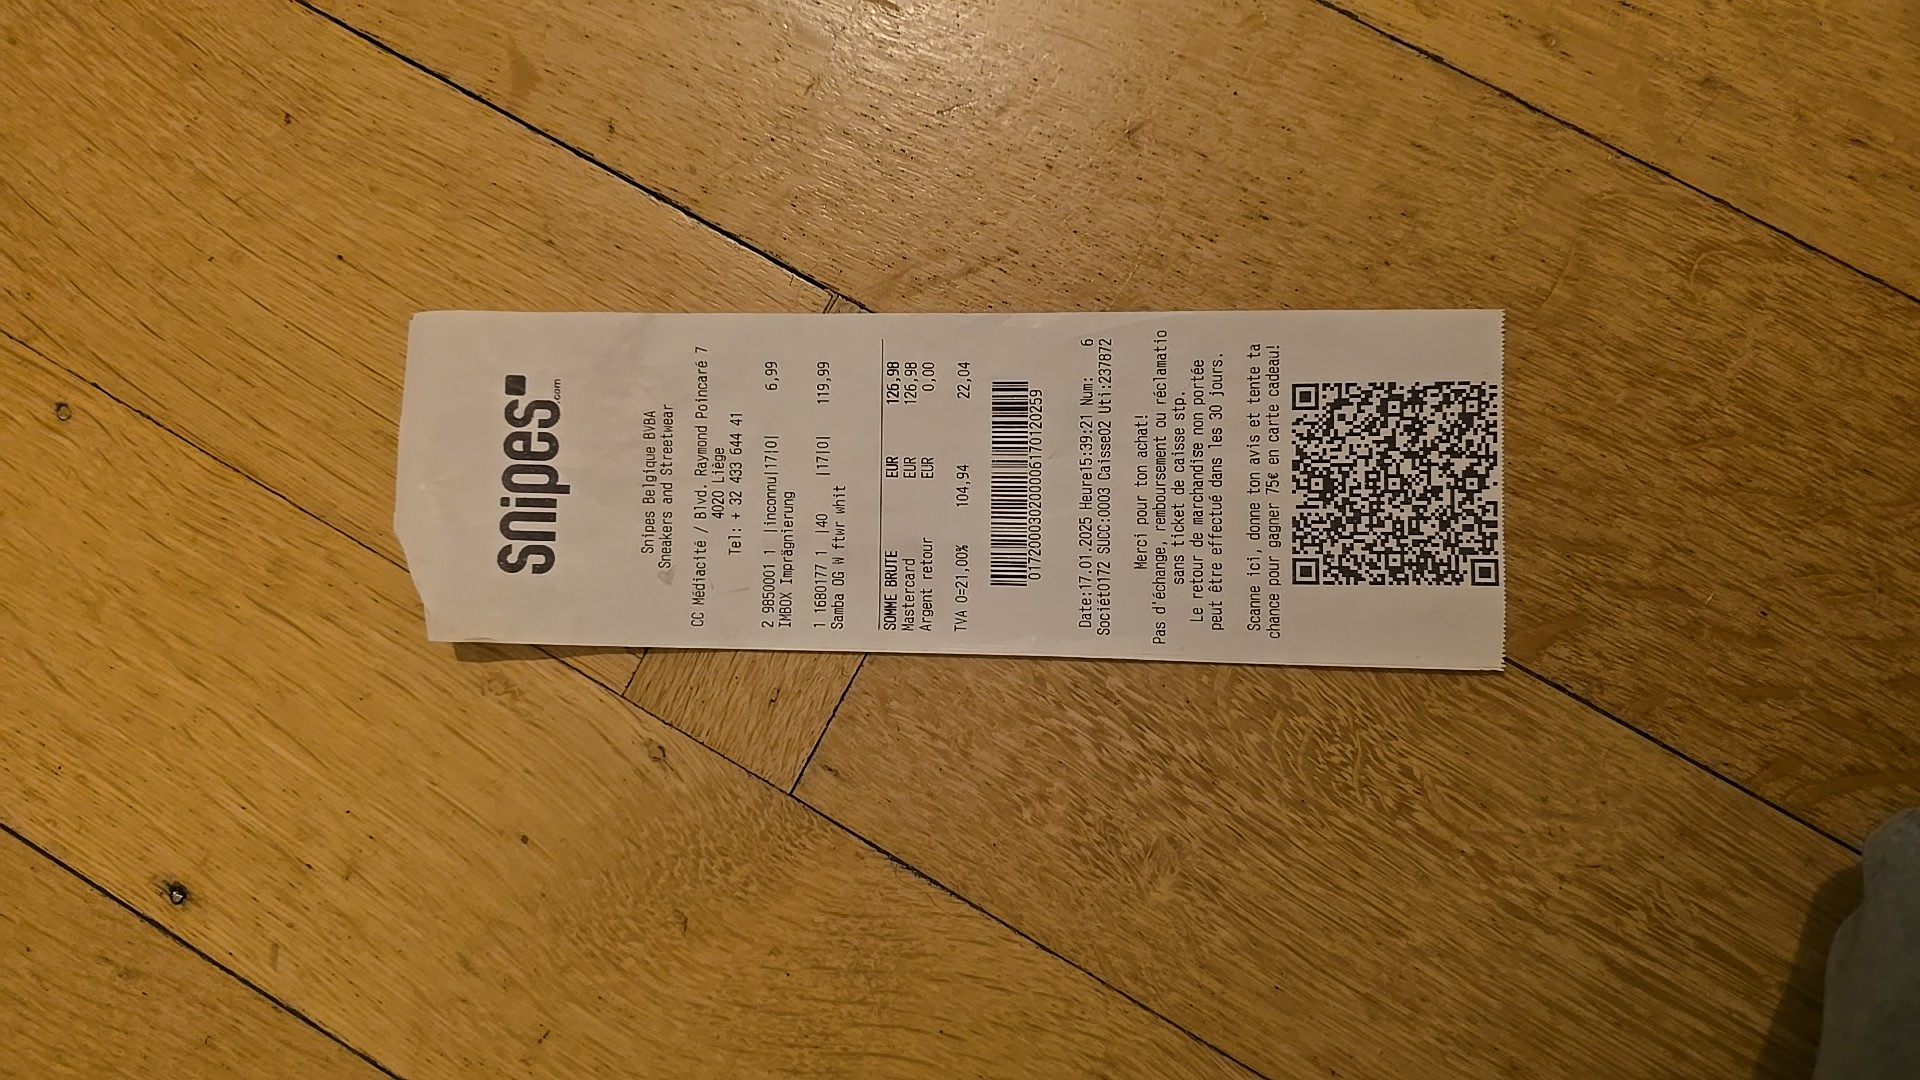 snipes
.com
Snipes Belgique BVBA
Sneakers and Streetwear
CC Médiacité / Blvd. Raymond Poincaré 7
4020 Liège
Tel: + 32 433 644 41
2 9850001 1 |inconnu|17|0| 6,99
IMBOX Imprägnierung
1 1680177 1 |40 |17|0| 119,99
Samba OG W ftwr whit
SOMME BRUTE EUR 126,98
Mastercard EUR 126,98
Argent retour EUR 0,00
TVA 0=21,00% 104,94 22,04
017200030200006170120259
Date:17.01.2025 Heure15:39:21 Num: 6
Sociét0172 SUCC:0003 Caisse02 Uti:237872
Merci pour ton achat!
Pas d'échange, remboursement ou réclamatio
sans ticket de caisse stp.
Le retour de marchandise non portée
peut être effectué dans les 30 jours.
Scanne ici, donne ton avis et tente ta
chance pour gagner 75€ en carte cadeau!